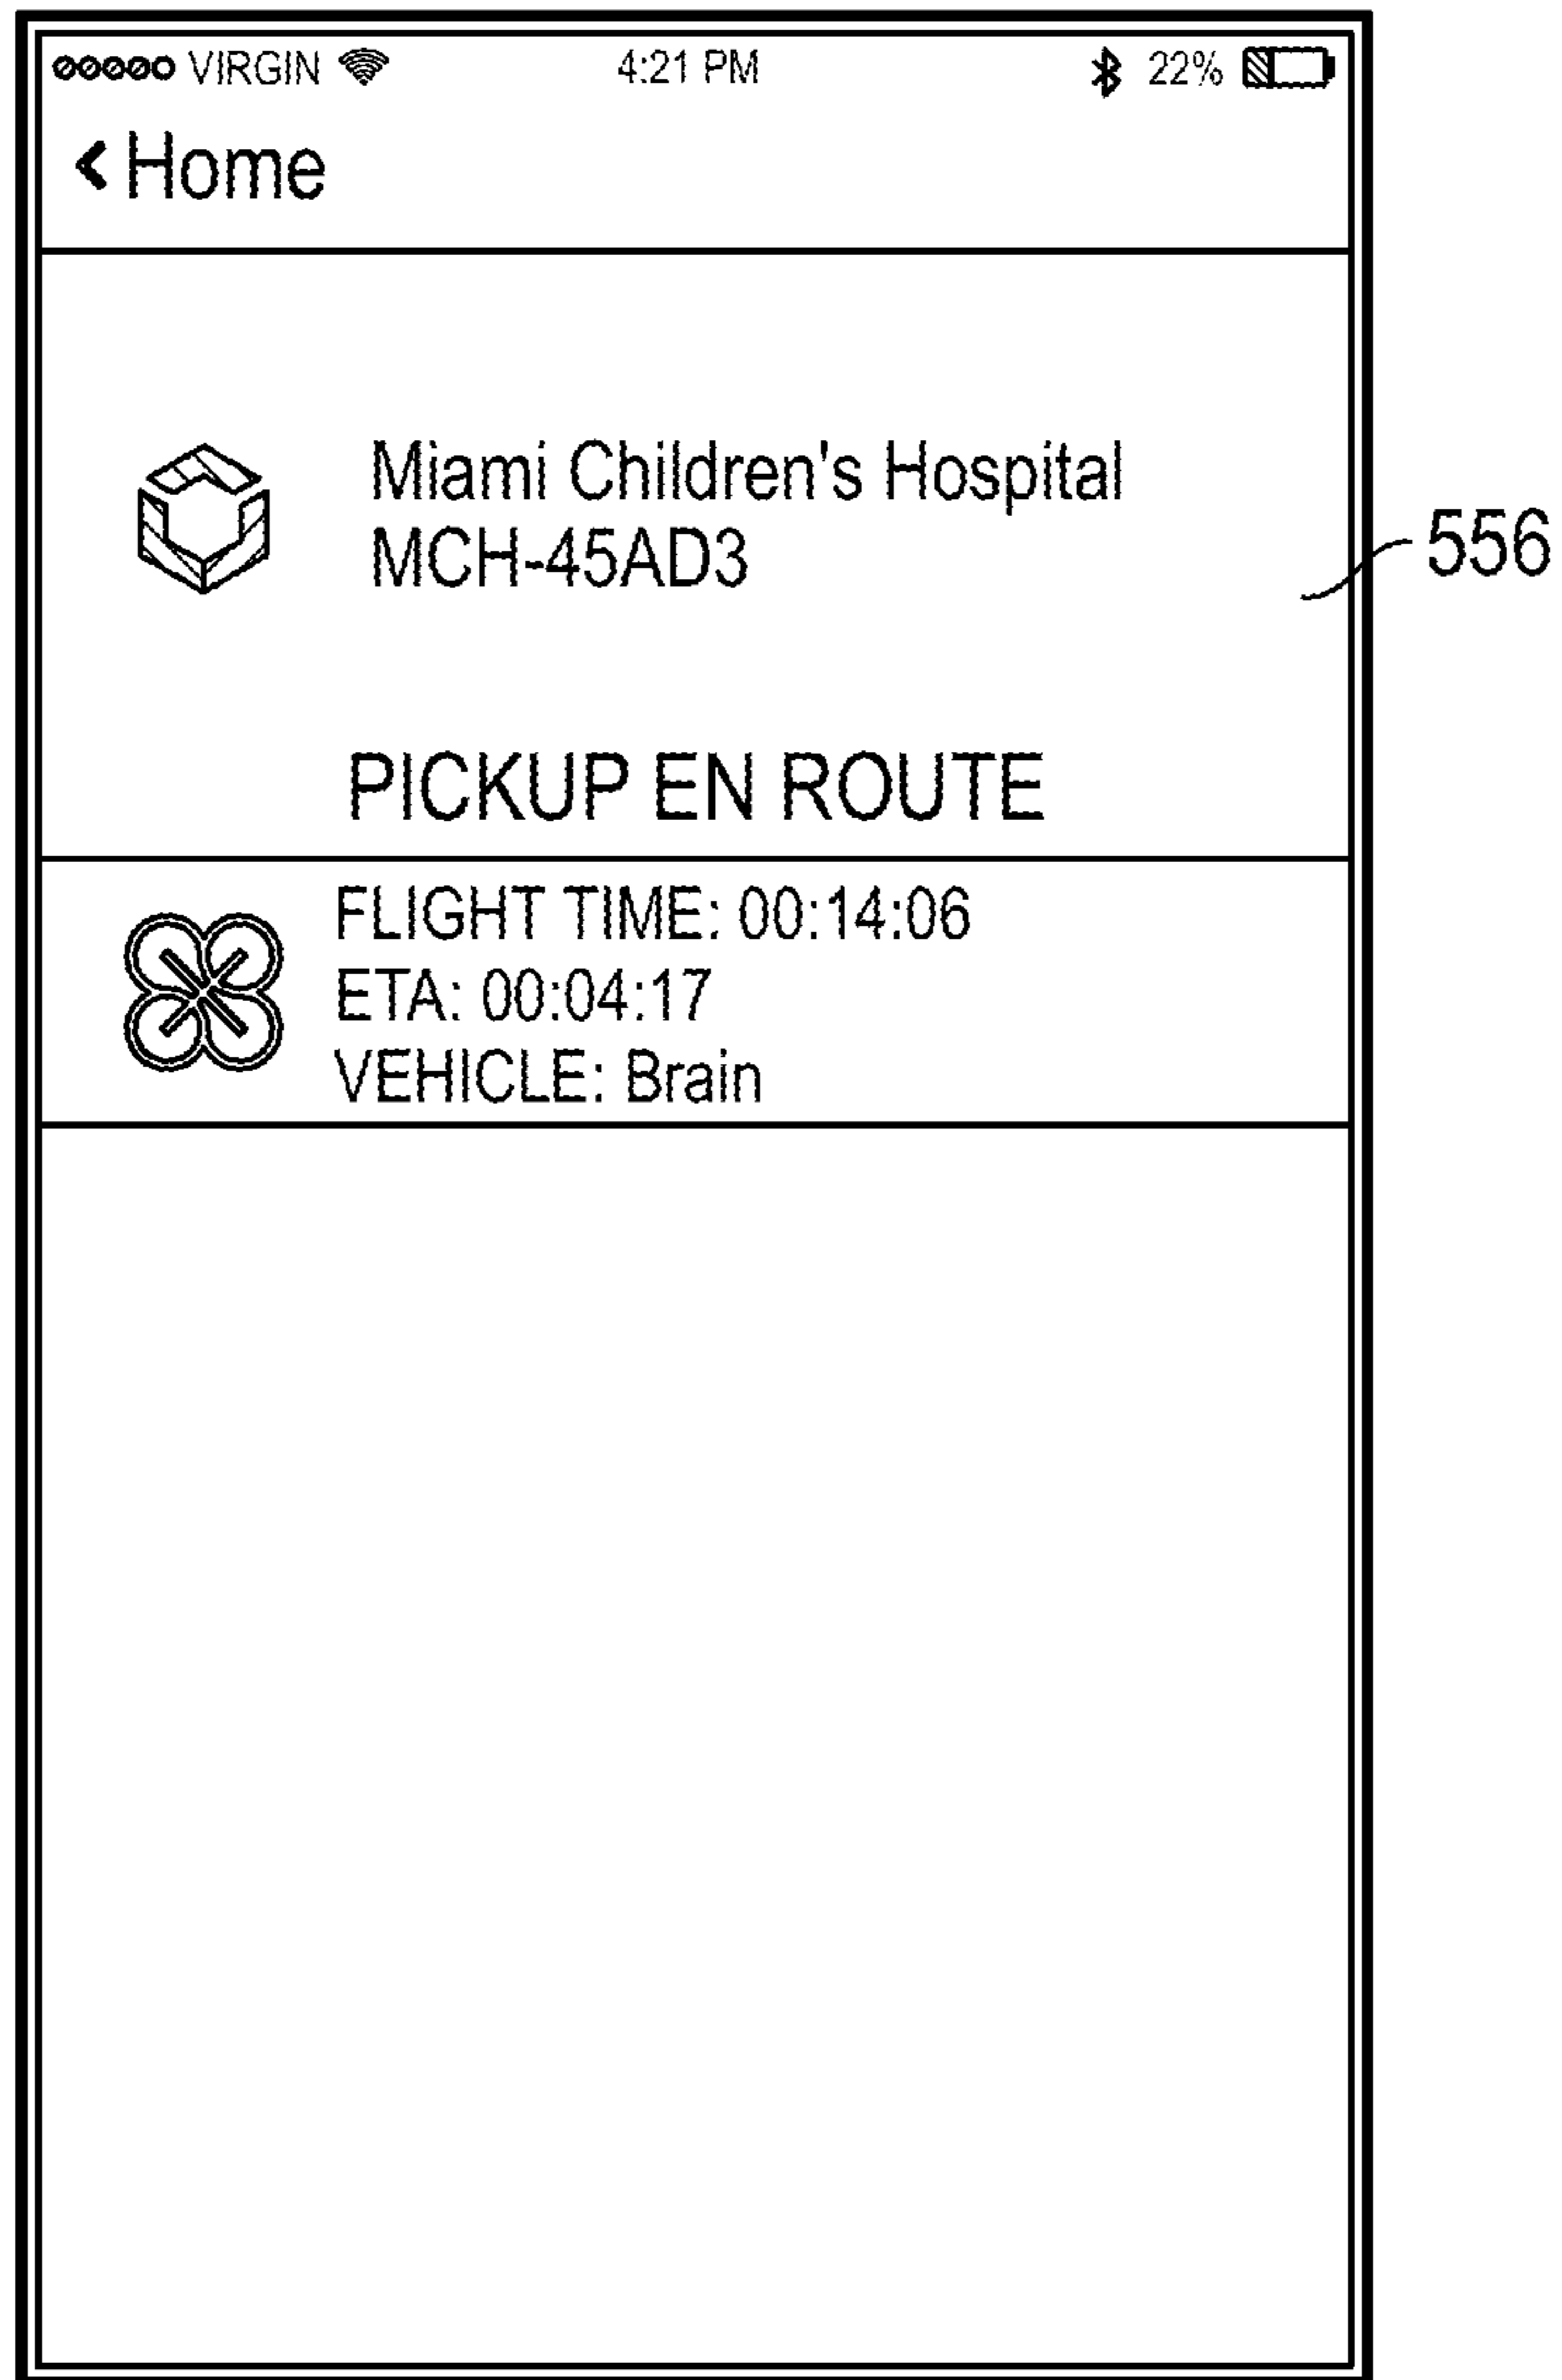 VIRGIN 4:21 PM 22%
Home
Miami Children's Hospital
MCH-45AD3
556
PICKUP EN ROUTE
FLIGHT TIME: 00:14:06
ETA: 00:04:17
VEHICLE: Brain